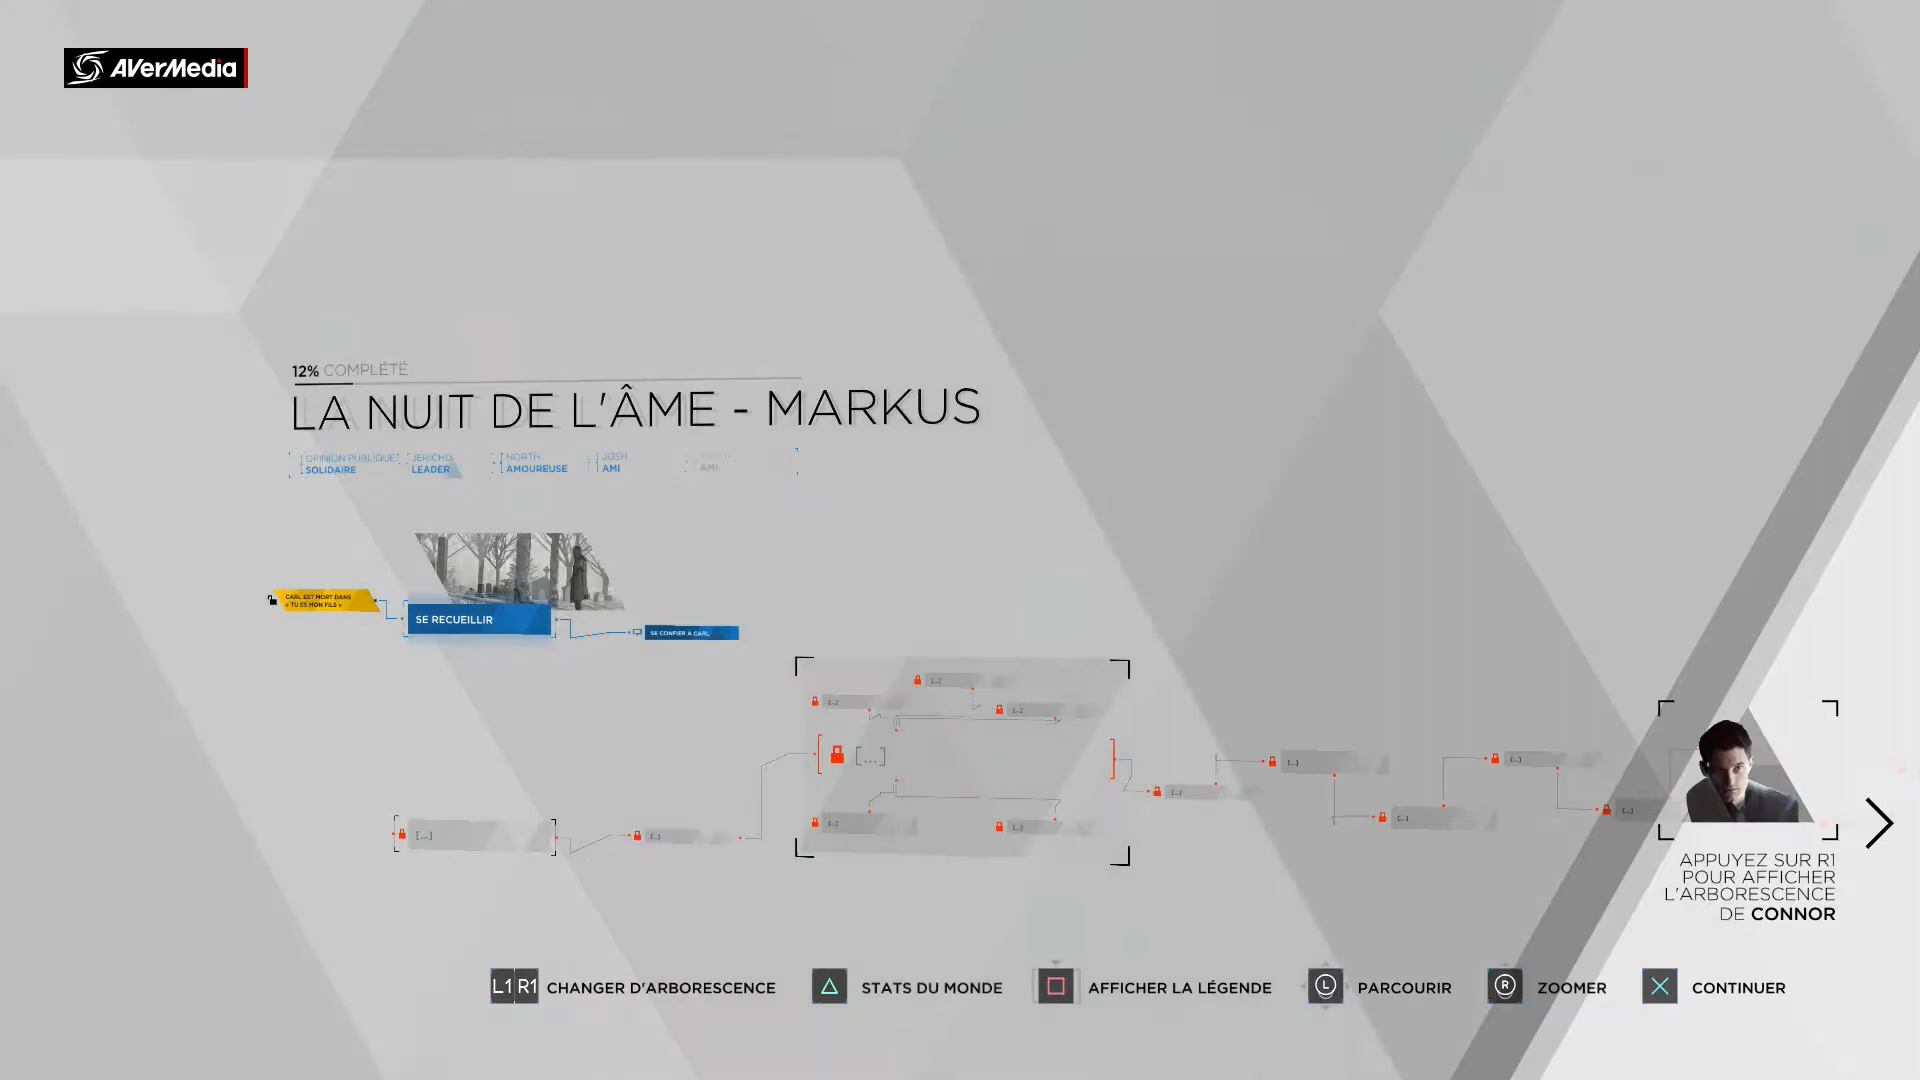 AVerMedia
12% COMPLÉTÉ
LA NUIT DE L'ÂME - MARKUS
OPINION PUBLIQUE JERICHO NORTH JOSH
SOLIDAIRE LEADER AMOUREUSE AMI AMI
CARL EST MORT DANS
« TU ES MON FILS »
SE RECUEILLIR
SE CONFIER À CARL
[...]
[...]
[...]
[...]
[...]
[...]
[...]
[...]
[...]
[...]
[...]
[...]
[...]
APPUYEZ SUR R1
POUR AFFICHER
L'ARBORESCENCE
DE CONNOR
L1 R1 CHANGER D'ARBORESCENCE STATS DU MONDE AFFICHER LA LÉGENDE L PARCOURIR R ZOOMER CONTINUER